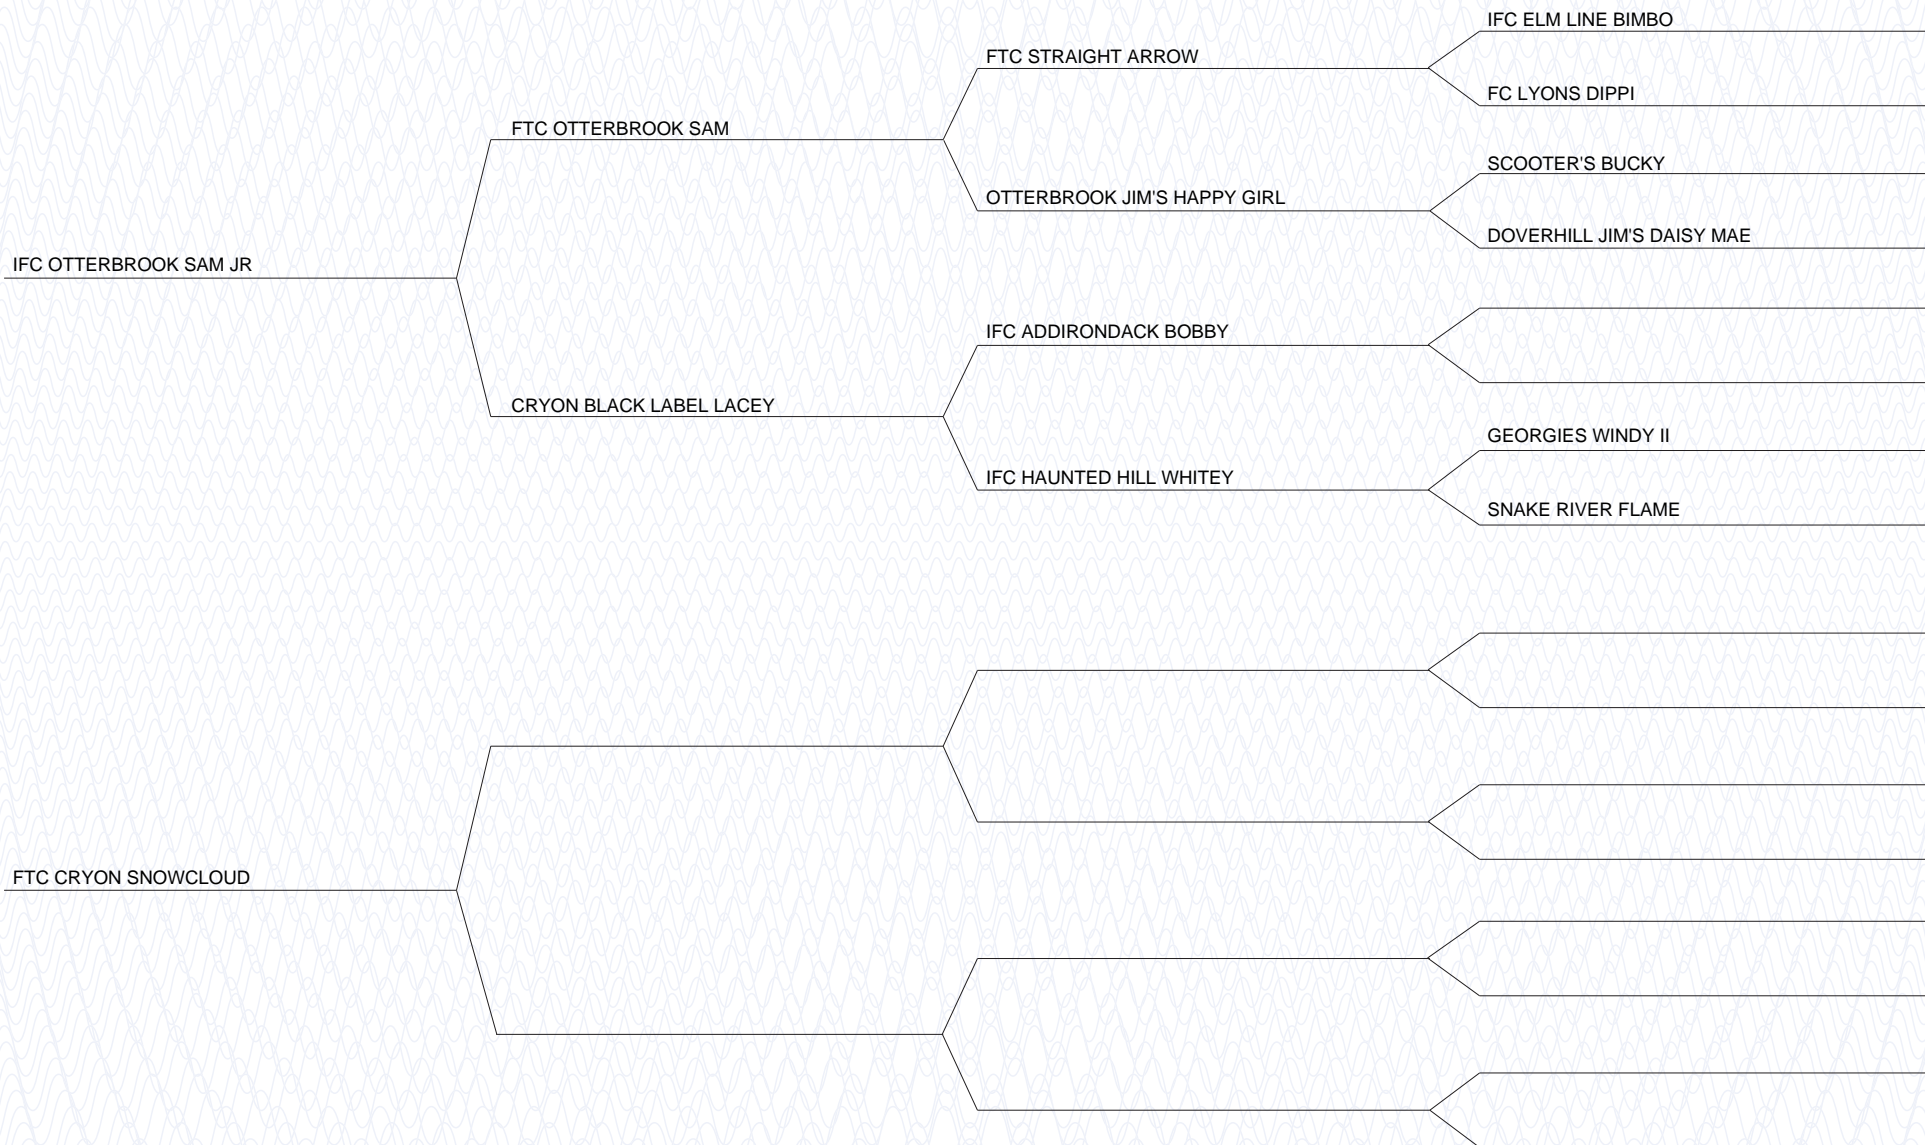 IFC ELM LINE BIMBO
FTC STRAIGHT ARROW
FC LYONS DIPPI
FTC OTTERBROOK SAM
SCOOTER'S BUCKY
OTTERBROOK JIM'S HAPPY GIRL
DOVERHILL JIM'S DAISY MAE
IFC OTTERBROOK SAM JR
IFC ADDIRONDACK BOBBY
CRYON BLACK LABEL LACEY
GEORGIES WINDY II
IFC HAUNTED HILL WHITEY
SNAKE RIVER FLAME
FTC CRYON SNOWCLOUD